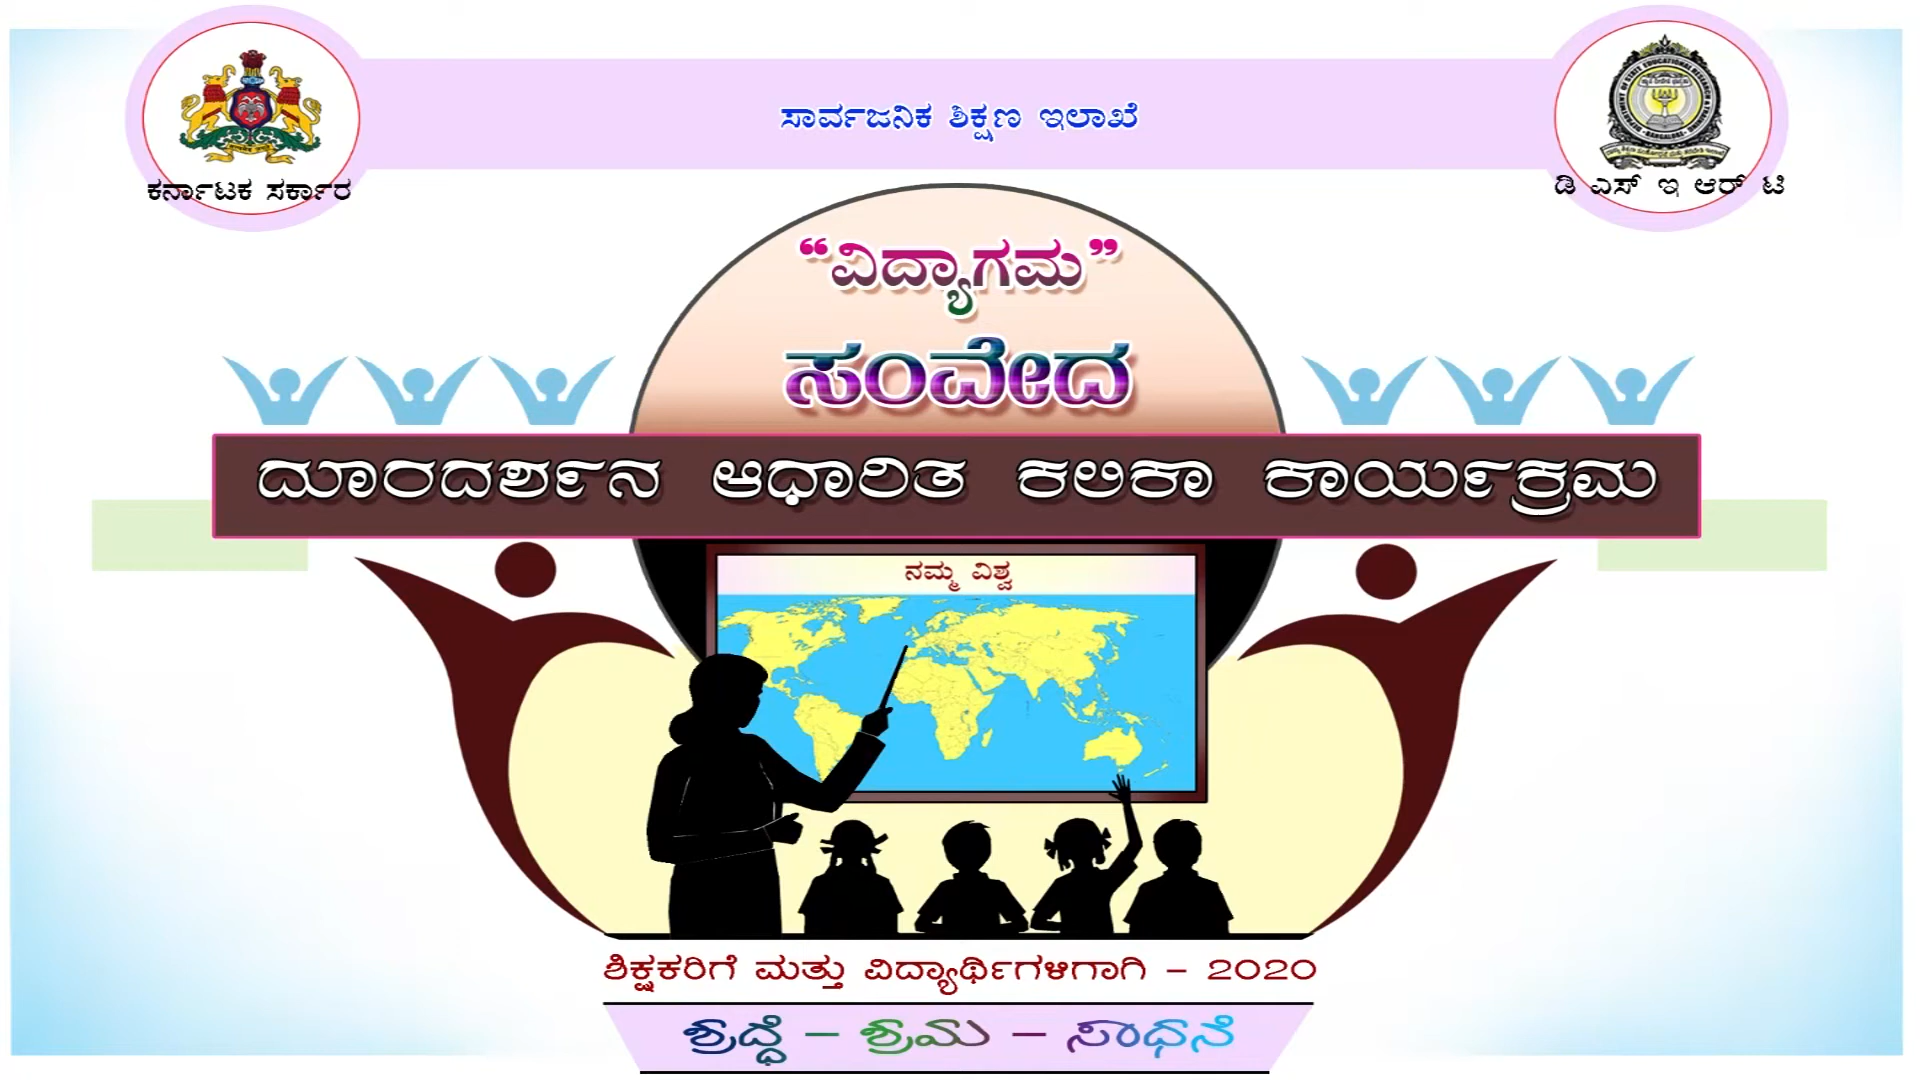 ಸಾರ್ವಜನಿಕ ಶಿಕ್ಷಣ ಇಲಾಖೆ
ಕರ್ನಾಟಕ ಸರ್ಕಾರ
ಡಿ ಎಸ್ ಇ ಆರ್ ಟಿ
“ವಿದ್ಯಾಗಮ”
ಸಂವೇದ
ದೂರದರ್ಶನ ಆಧಾರಿತ ಕಲಿಕಾ ಕಾರ್ಯಕ್ರಮ
ನಮ್ಮ ವಿಶ್ವ
ಶಿಕ್ಷಕರಿಗೆ ಮತ್ತು ವಿದ್ಯಾರ್ಥಿಗಳಿಗಾಗಿ - 2020
ಶ್ರದ್ಧೆ - ಶ್ರಮ - ಸಾಧನೆ